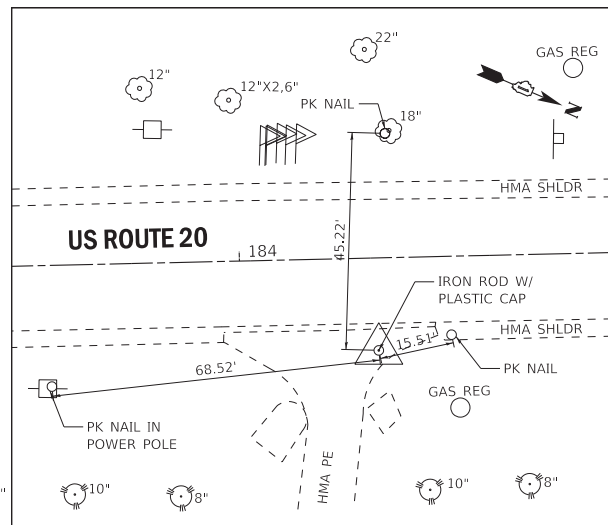 22"
GAS REG
12"
12"X2,6"
PK NAIL
18"
N
HMA SHLDR
US ROUTE 20
184
45.22'
IRON ROD W/
PLASTIC CAP
HMA SHLDR
15.51'
68.52'
PK NAIL
GAS REG
PK NAIL IN
POWER POLE
HMA PE
"
10"
8"
10"
8"